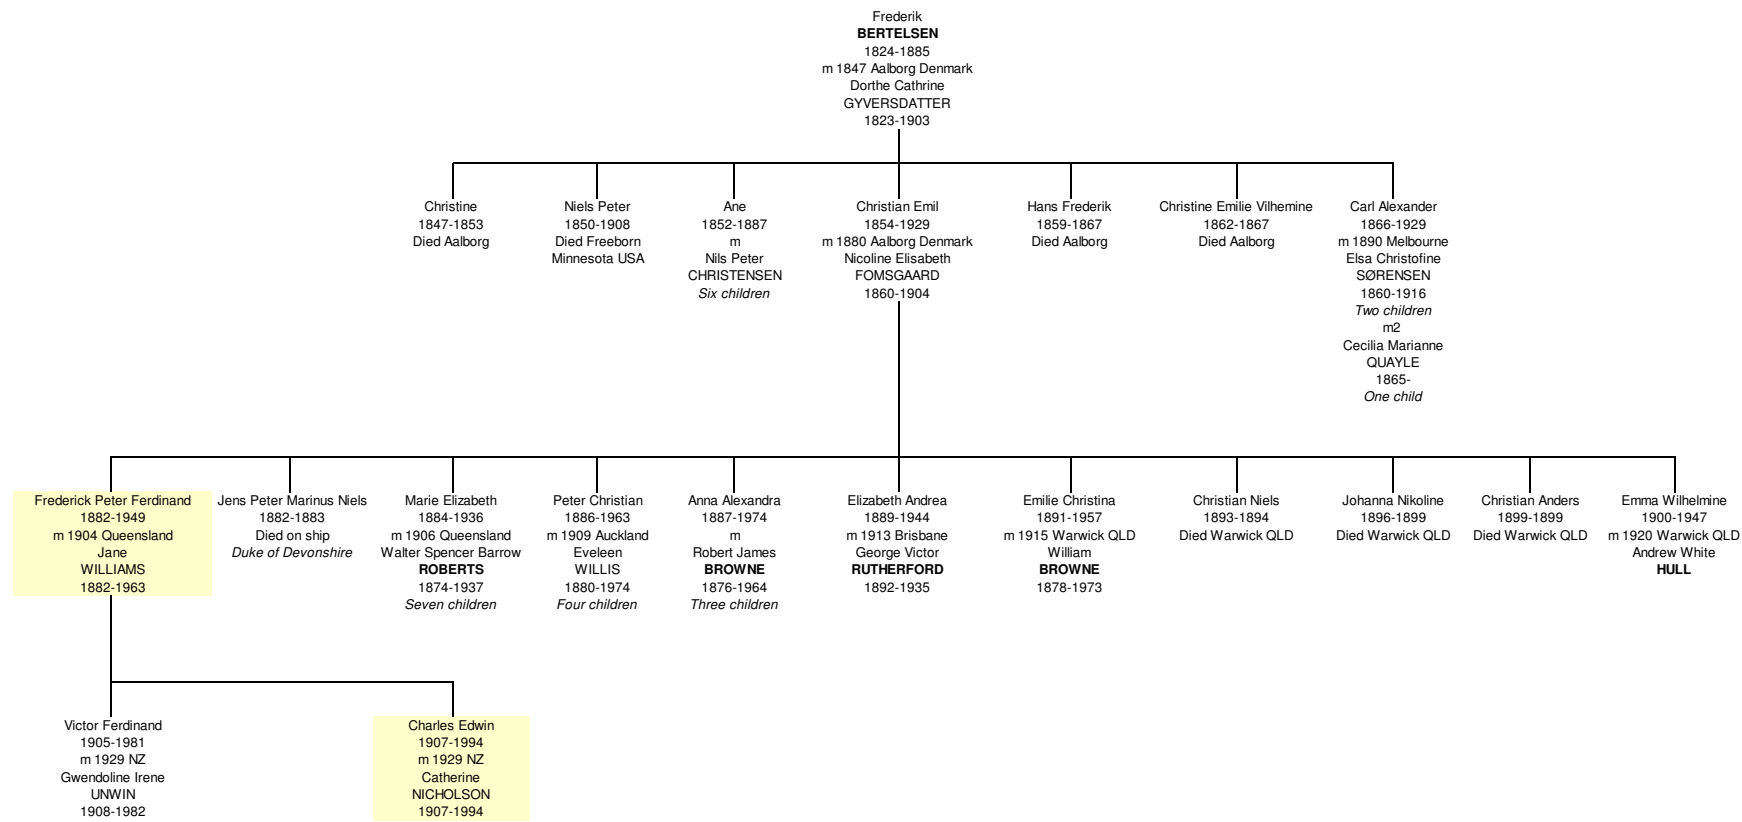 Frederik
BERTELSEN
1824-1885
m 1847 Aalborg Denmark
Dorthe Cathrine
GYVERSDATTER
1823-1903
Christine
1847-1853
Died Aalborg
Niels Peter
1850-1908
Died Freeborn
Minnesota USA
Ane
1852-1887
m
Nils Peter
CHRISTENSEN
Six children
Christian Emil
1854-1929
m 1880 Aalborg Denmark
Nicoline Elisabeth
FOMSGAARD
1860-1904
Hans Frederik
1859-1867
Died Aalborg
Christine Emilie Vilhemine
1862-1867
Died Aalborg
Carl Alexander
1866-1929
m 1890 Melbourne
Elsa Christofine
SØRENSEN
1860-1916
Two children
m2
Cecilia Marianne
QUAYLE
1865-
One child
Frederick Peter Ferdinand
1882-1949
m 1904 Queensland
Jane
WILLIAMS
1882-1963
Jens Peter Marinus Niels
1882-1883
Died on ship
Duke of Devonshire
Marie Elizabeth
1884-1936
m 1906 Queensland
Walter Spencer Barrow
ROBERTS
1874-1937
Seven children
Peter Christian
1886-1963
m 1909 Auckland
Eveleen
WILLIS
1880-1974
Four children
Anna Alexandra
1887-1974
m
Robert James
BROWNE
1876-1964
Three children
Elizabeth Andrea
1889-1944
m 1913 Brisbane
George Victor
RUTHERFORD
1892-1935
Emilie Christina
1891-1957
m 1915 Warwick QLD
William
BROWNE
1878-1973
Christian Niels
1893-1894
Died Warwick QLD
Johanna Nikoline
1896-1899
Died Warwick QLD
Christian Anders
1899-1899
Died Warwick QLD
Emma Wilhelmine
1900-1947
m 1920 Warwick QLD
Andrew White
HULL
Victor Ferdinand
1905-1981
m 1929 NZ
Gwendoline Irene
UNWIN
1908-1982
Charles Edwin
1907-1994
m 1929 NZ
Catherine
NICHOLSON
1907-1994